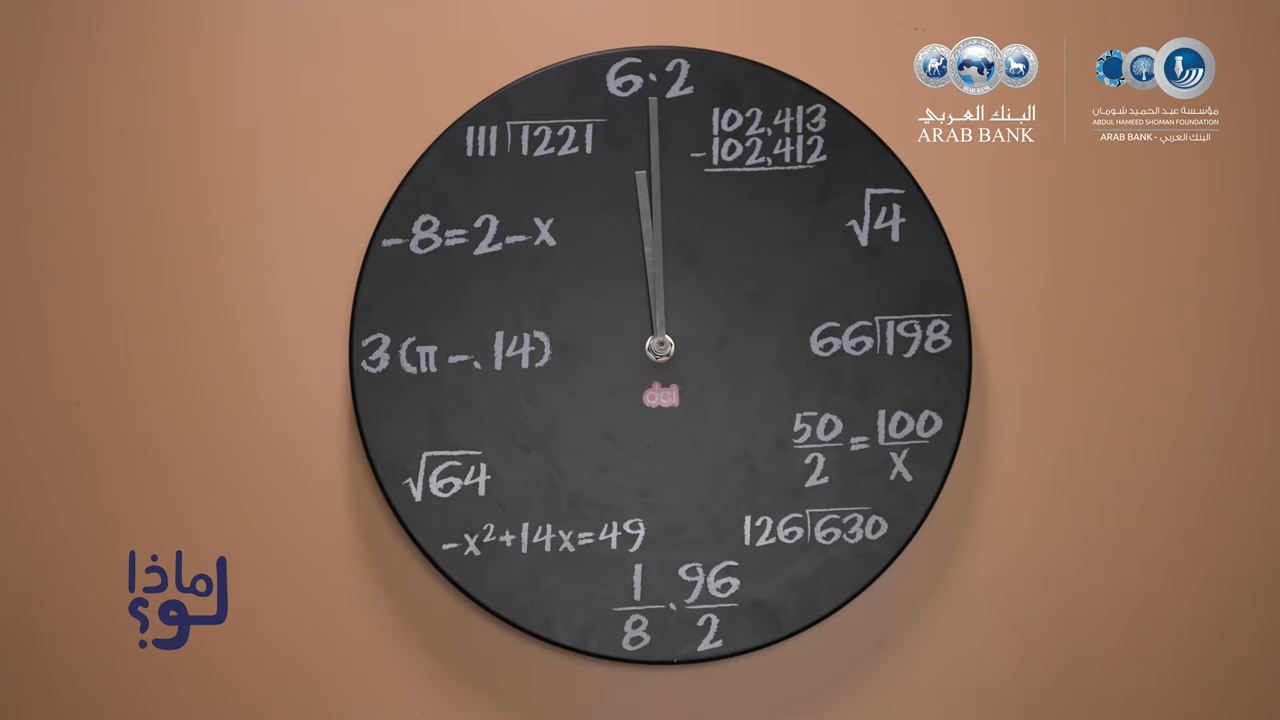 6·2
102,413
-102,412
√4
66⟌198
50/2 = 100/x
126⟌630
1/8 · 96/2
-x²+14x=49
√64
3(π-.14)
-8=2-x
111⟌1221
dci
البنك العربي
ARAB BANK
مؤسسة عبد الحميد شومان
ABDUL HAMEED SHOMAN FOUNDATION
ARAB BANK - البنك العربي
ماذا
لو؟